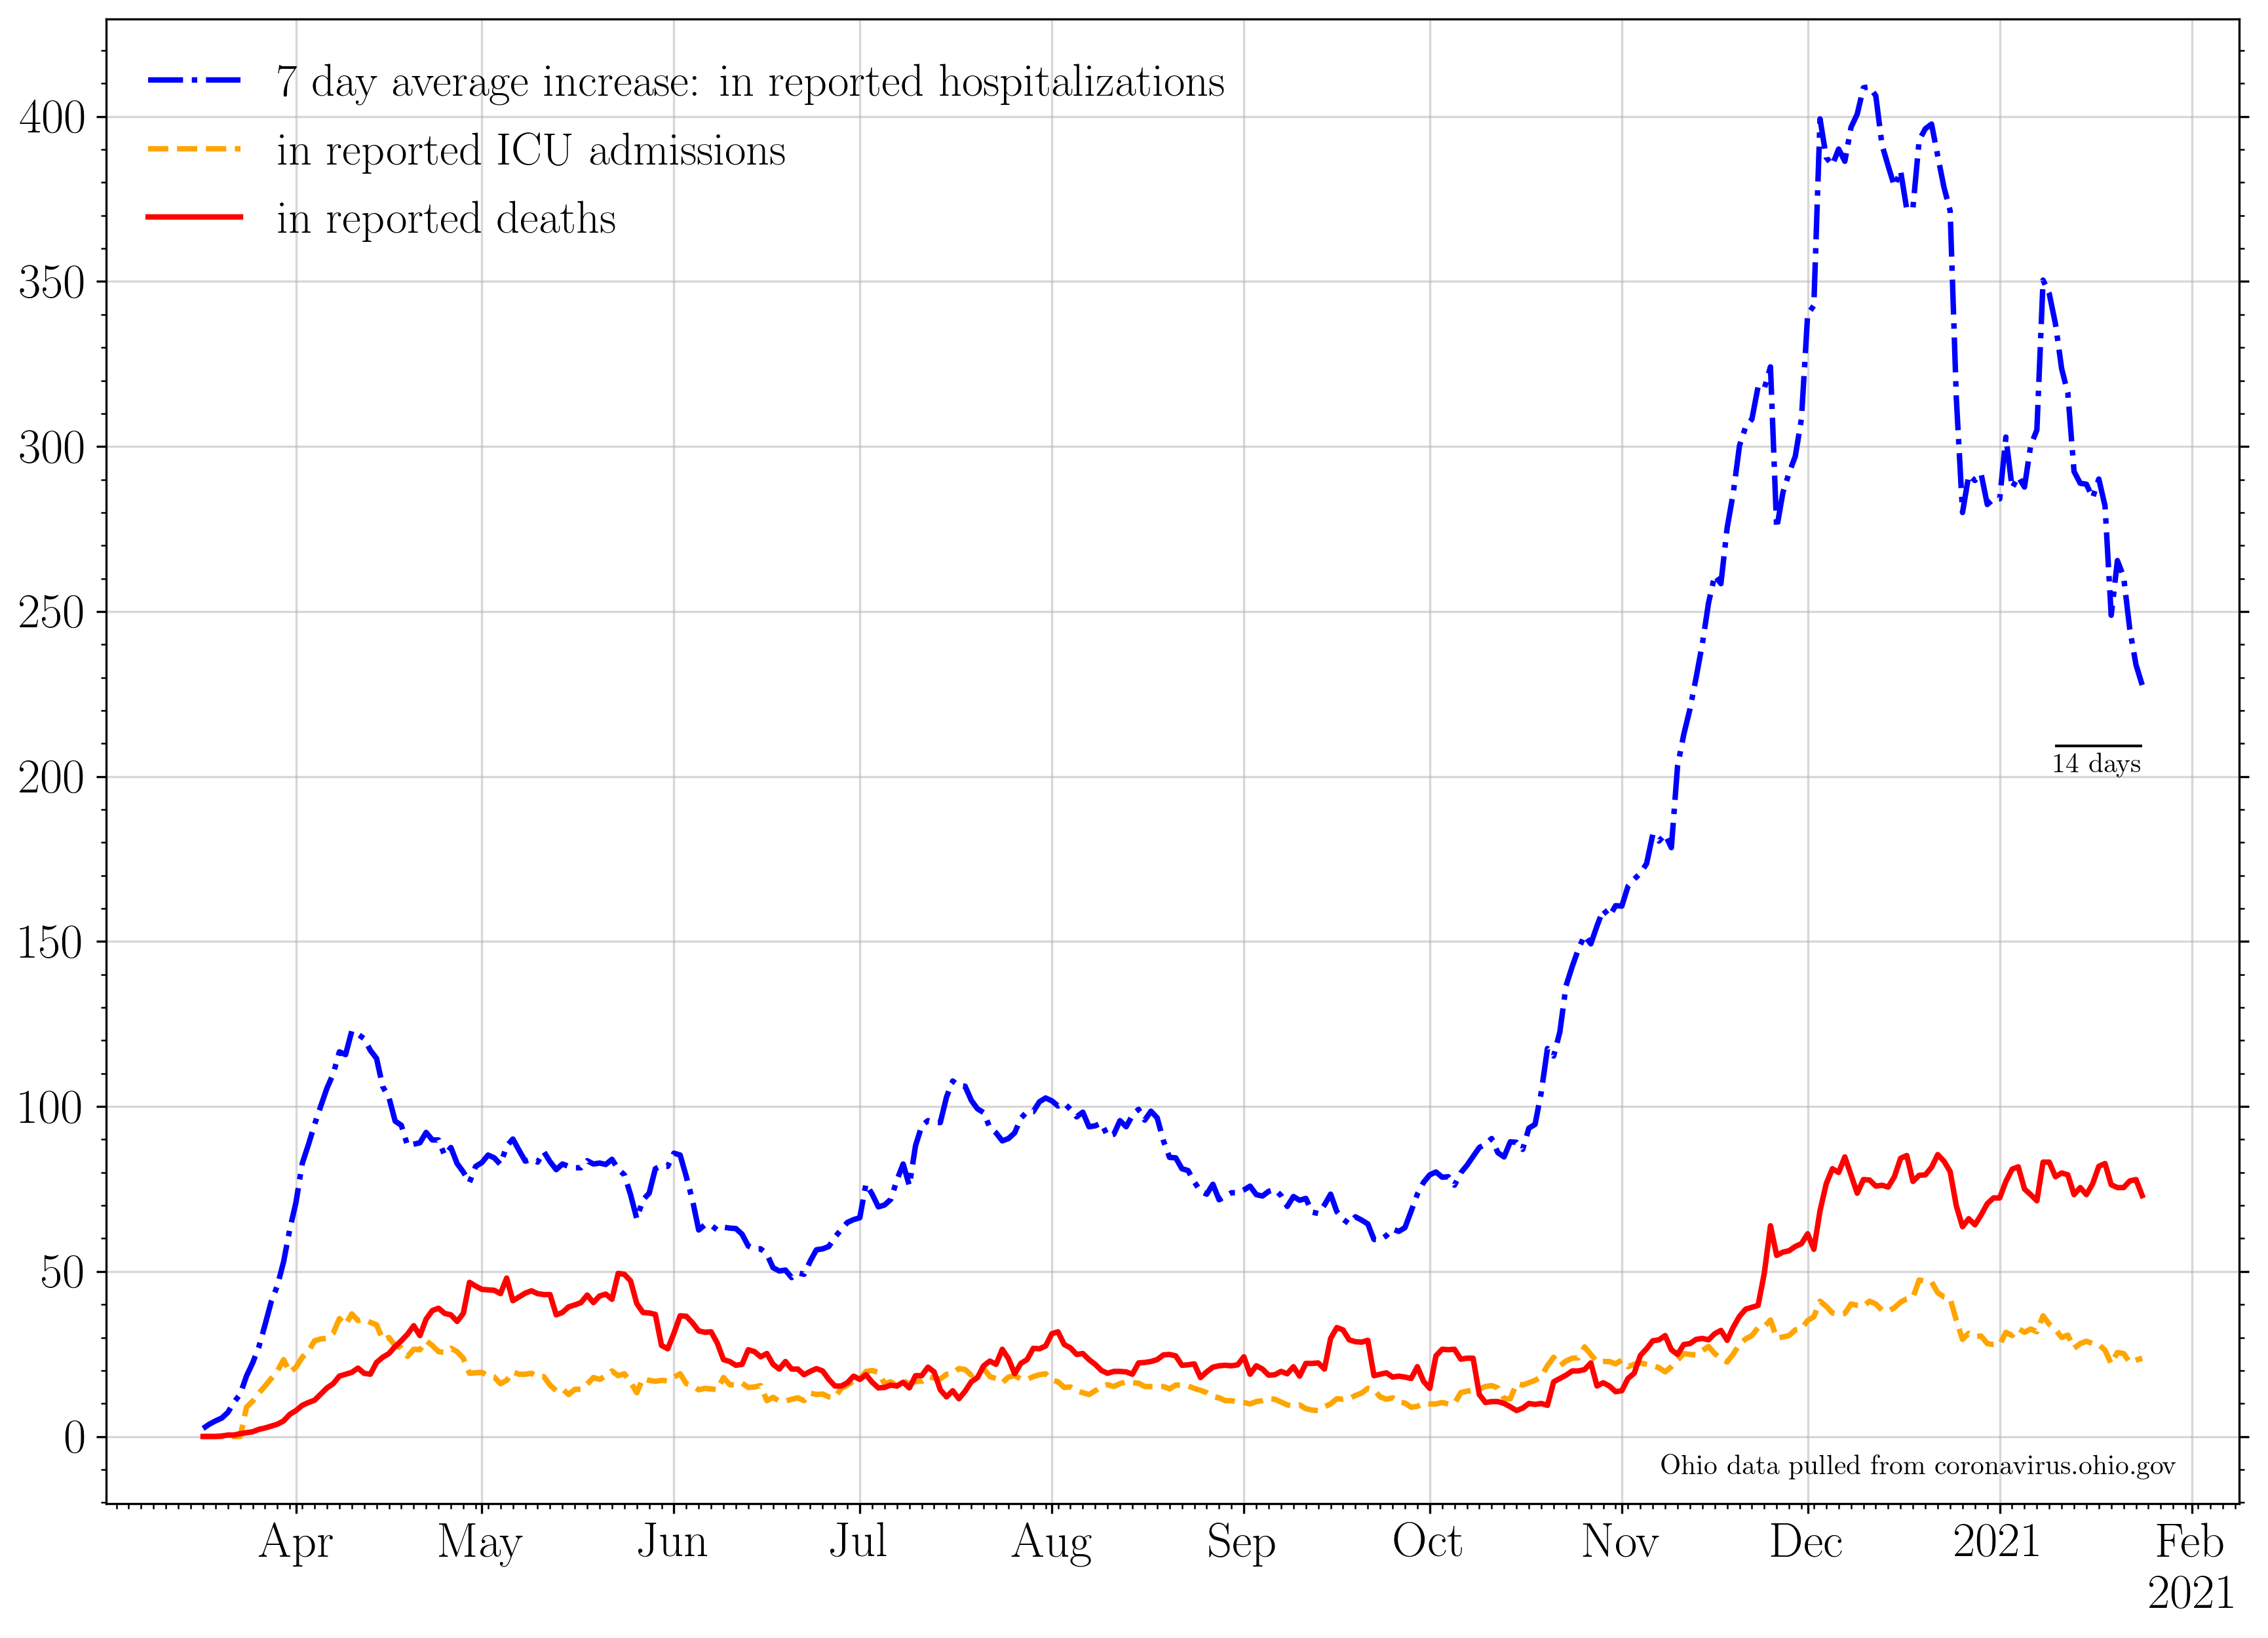 7 day average increase: in reported hospitalizations
in reported ICU admissions
in reported deaths
400
350
300
250
200
150
100
50
0
14 days
Ohio data pulled from coronavirus.ohio.gov
Apr May Jun Jul Aug Sep Oct Nov Dec 2021 Feb
2021